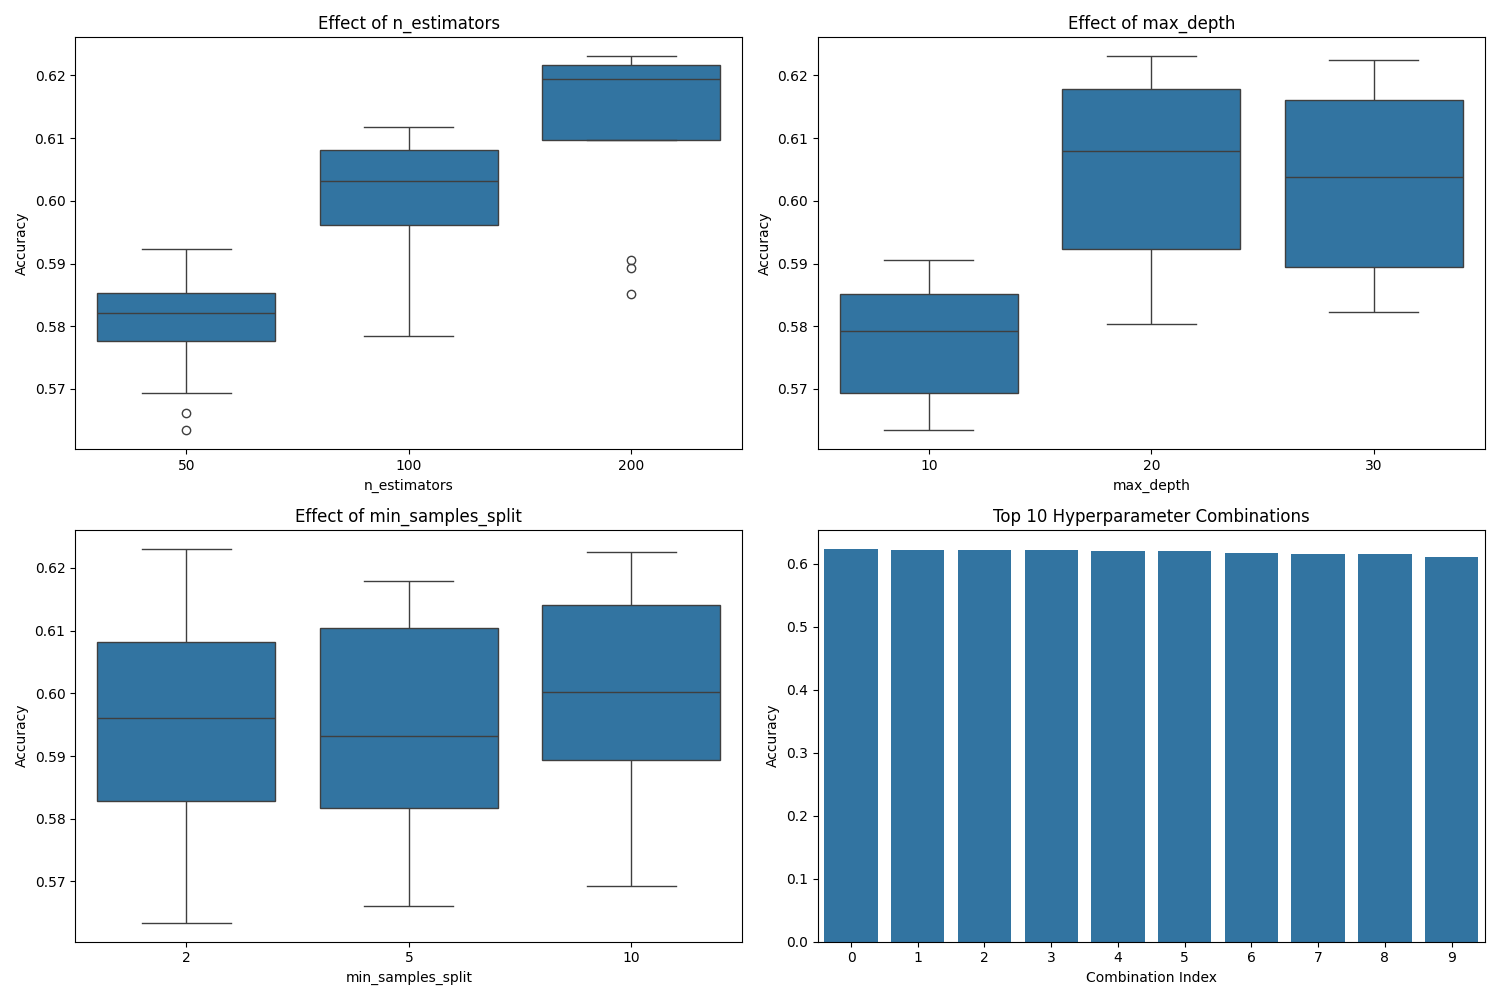 Effect of n_estimators
Accuracy
0.62
0.61
0.60
0.59
0.58
0.57
50 100 200
n_estimators
Effect of max_depth
Accuracy
0.62
0.61
0.60
0.59
0.58
0.57
10 20 30
max_depth
Effect of min_samples_split
Accuracy
0.62
0.61
0.60
0.59
0.58
0.57
2 5 10
min_samples_split
Top 10 Hyperparameter Combinations
Accuracy
0.6
0.5
0.4
0.3
0.2
0.1
0.0
0 1 2 3 4 5 6 7 8 9
Combination Index